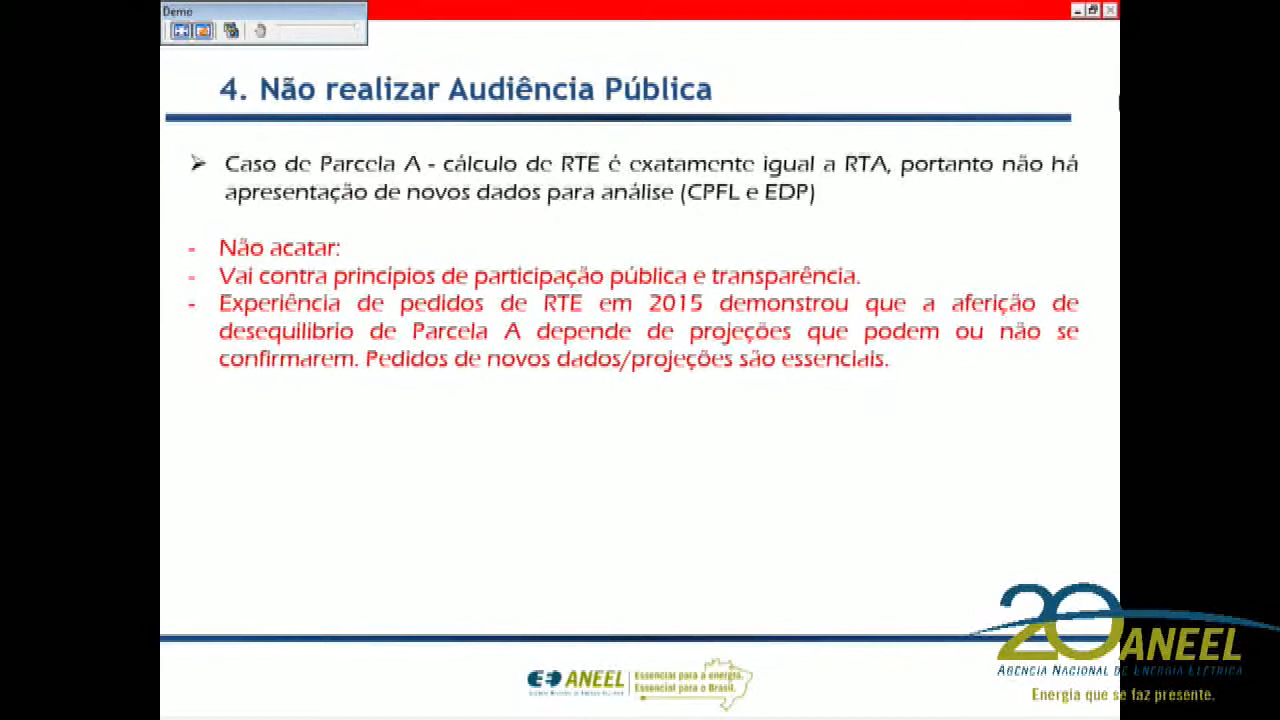 Demo
4. Não realizar Audiência Pública
➢ Caso de Parcela A - cálculo de RTE é exatamente igual a RTA, portanto não há
apresentação de novos dados para análise (CPFL e EDP)
- Não acatar:
- Vai contra princípios de participação pública e transparência.
- Experiência de pedidos de RTE em 2015 demonstrou que a aferição de
desequilíbrio de Parcela A depende de projeções que podem ou não se
confirmarem. Pedidos de novos dados/projeções são essenciais.
ANEEL
Essencial para a energia.
Essencial para o Brasil.
20 ANEEL
AGÊNCIA NACIONAL DE ENERGIA ELÉTRICA
Energia que se faz presente.